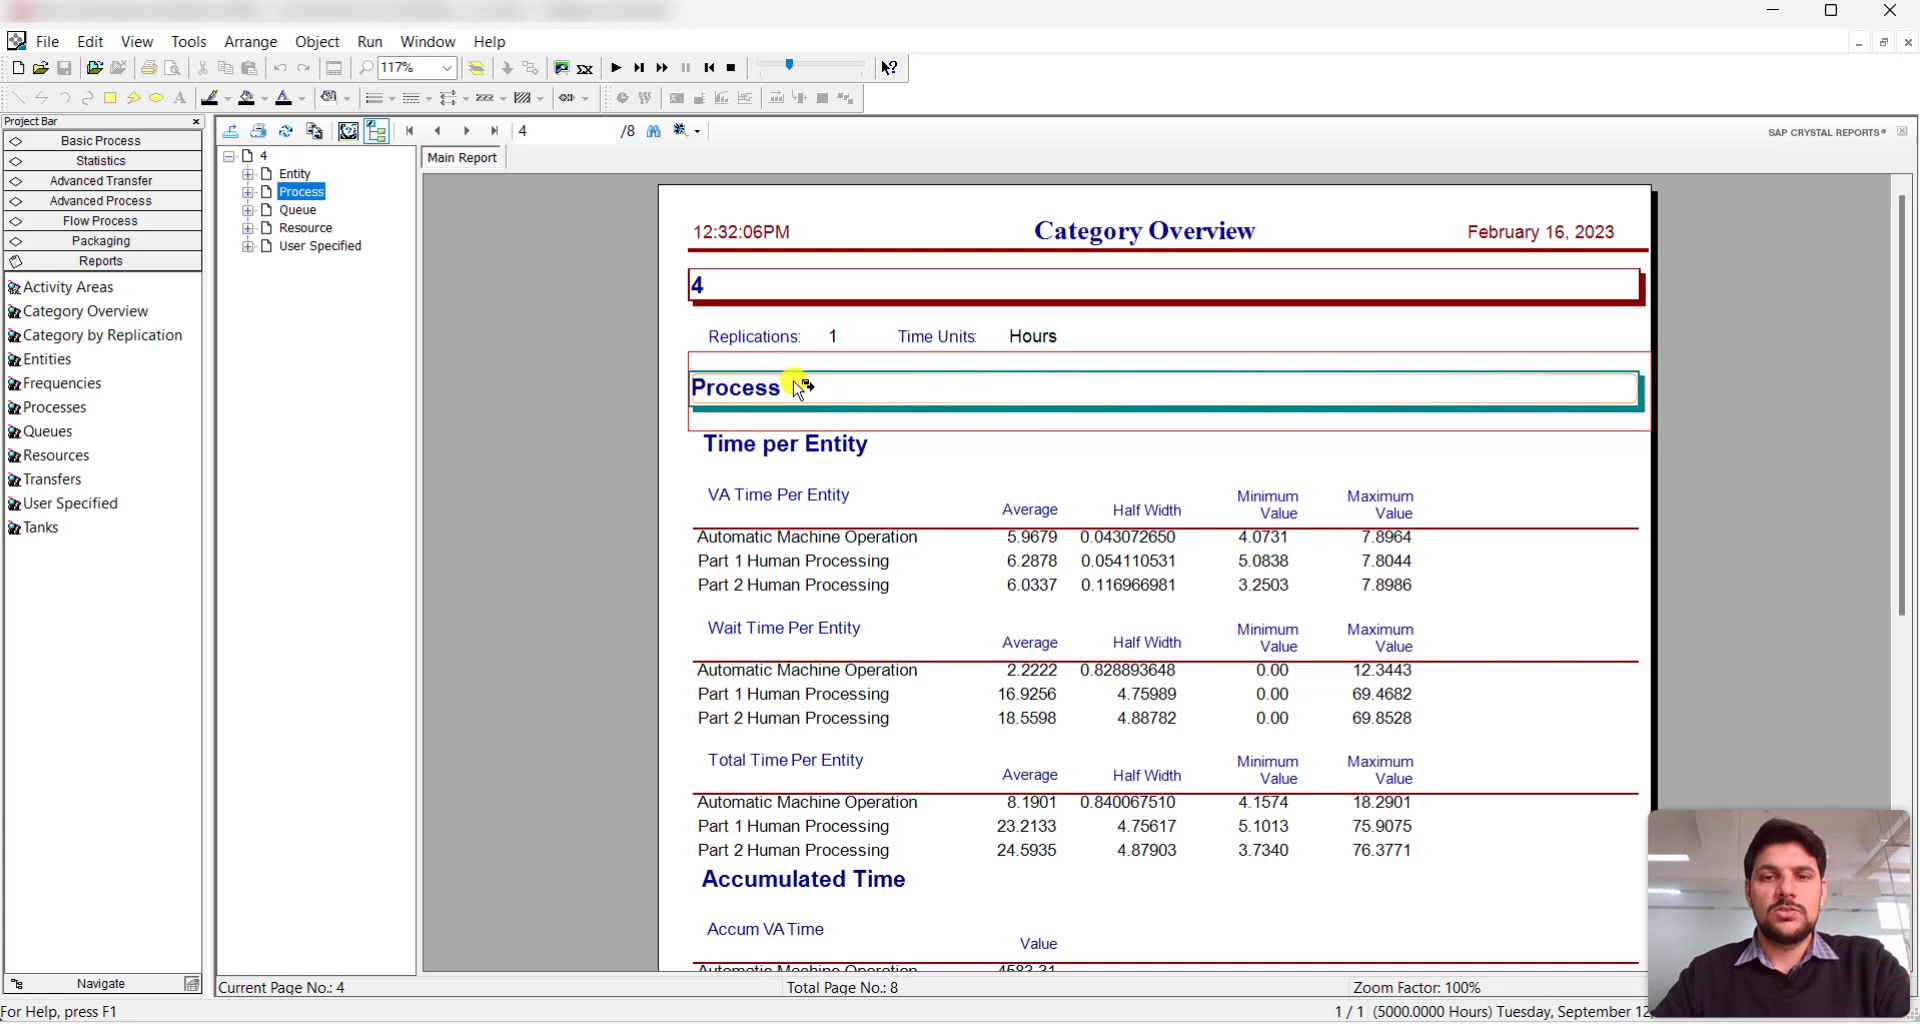 File Edit View Tools Arrange Object Run Window Help
117%
Project Bar
Basic Process
Statistics
Advanced Transfer
Advanced Process
Flow Process
Packaging
Reports
Activity Areas
Category Overview
Category by Replication
Entities
Frequencies
Processes
Queues
Resources
Transfers
User Specified
Tanks
Navigate
4 /8
SAP CRYSTAL REPORTS®
4
Entity
Process
Queue
Resource
User Specified
Main Report
12:32:06PM Category Overview February 16, 2023
4
Replications: 1 Time Units: Hours
Process
Time per Entity
VA Time Per Entity Average Half Width Minimum Value Maximum Value
Automatic Machine Operation 5.9679 0.043072650 4.0731 7.8964
Part 1 Human Processing 6.2878 0.054110531 5.0838 7.8044
Part 2 Human Processing 6.0337 0.116966981 3.2503 7.8986
Wait Time Per Entity Average Half Width Minimum Value Maximum Value
Automatic Machine Operation 2.2222 0.828893648 0.00 12.3443
Part 1 Human Processing 16.9256 4.75989 0.00 69.4682
Part 2 Human Processing 18.5598 4.88782 0.00 69.8528
Total Time Per Entity Average Half Width Minimum Value Maximum Value
Automatic Machine Operation 8.1901 0.840067510 4.1574 18.2901
Part 1 Human Processing 23.2133 4.75617 5.1013 75.9075
Part 2 Human Processing 24.5935 4.87903 3.7340 76.3771
Accumulated Time
Accum VA Time Value
Automatic Machine Operation 4582.21
Current Page No.: 4 Total Page No.: 8 Zoom Factor: 100%
For Help, press F1 1 / 1 (5000.0000 Hours) Tuesday, September 12